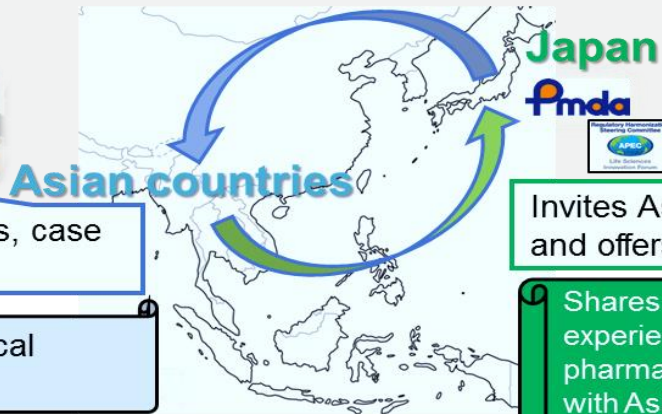 Japan
Pmda
Regulatory Harmonization
Steering Committee
APEC
Life Sciences
Innovation Forum
Asian countries
s, case
cal
Invites A
and offer
Shares
experie
pharma
with As